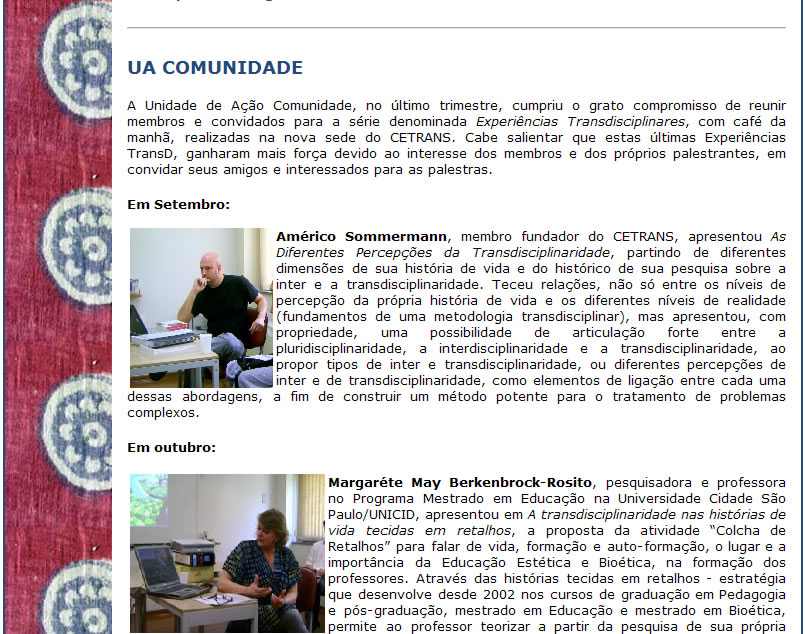 UA COMUNIDADE
A Unidade de Ação Comunidade, no último trimestre, cumpriu o grato compromisso de reunir
membros e convidados para a série denominada Experiências Transdisciplinares, com café da
manhã, realizadas na nova sede do CETRANS. Cabe salientar que estas últimas Experiências
TransD, ganharam mais força devido ao interesse dos membros e dos próprios palestrantes, em
convidar seus amigos e interessados para as palestras.
Em Setembro:
Américo Sommermann, membro fundador do CETRANS, apresentou As
Diferentes Percepções da Transdisciplinaridade, partindo de diferentes
dimensões de sua história de vida e do histórico de sua pesquisa sobre a
inter e a transdisciplinaridade. Teceu relações, não só entre os níveis de
percepção da própria história de vida e os diferentes níveis de realidade
(fundamentos de uma metodologia transdisciplinar), mas apresentou, com
propriedade, uma possibilidade de articulação forte entre a
pluridisciplinaridade, a interdisciplinaridade e a transdisciplinaridade, ao
propor tipos de inter e transdisciplinaridade, ou diferentes percepções de
inter e de transdisciplinaridade, como elementos de ligação entre cada uma
dessas abordagens, a fim de construir um método potente para o tratamento de problemas
complexos.
Em outubro:
Margaréte May Berkenbrock-Rosito, pesquisadora e professora
no Programa Mestrado em Educação na Universidade Cidade São
Paulo/UNICID, apresentou em A transdisciplinaridade nas histórias de
vida tecidas em retalhos, a proposta da atividade “Colcha de
Retalhos” para falar de vida, formação e auto-formação, o lugar e a
importância da Educação Estética e Bioética, na formação dos
professores. Através das histórias tecidas em retalhos - estratégia
que desenvolve desde 2002 nos cursos de graduação em Pedagogia
e pós-graduação, mestrado em Educação e mestrado em Bioética,
permite ao professor teorizar a partir da pesquisa de sua própria